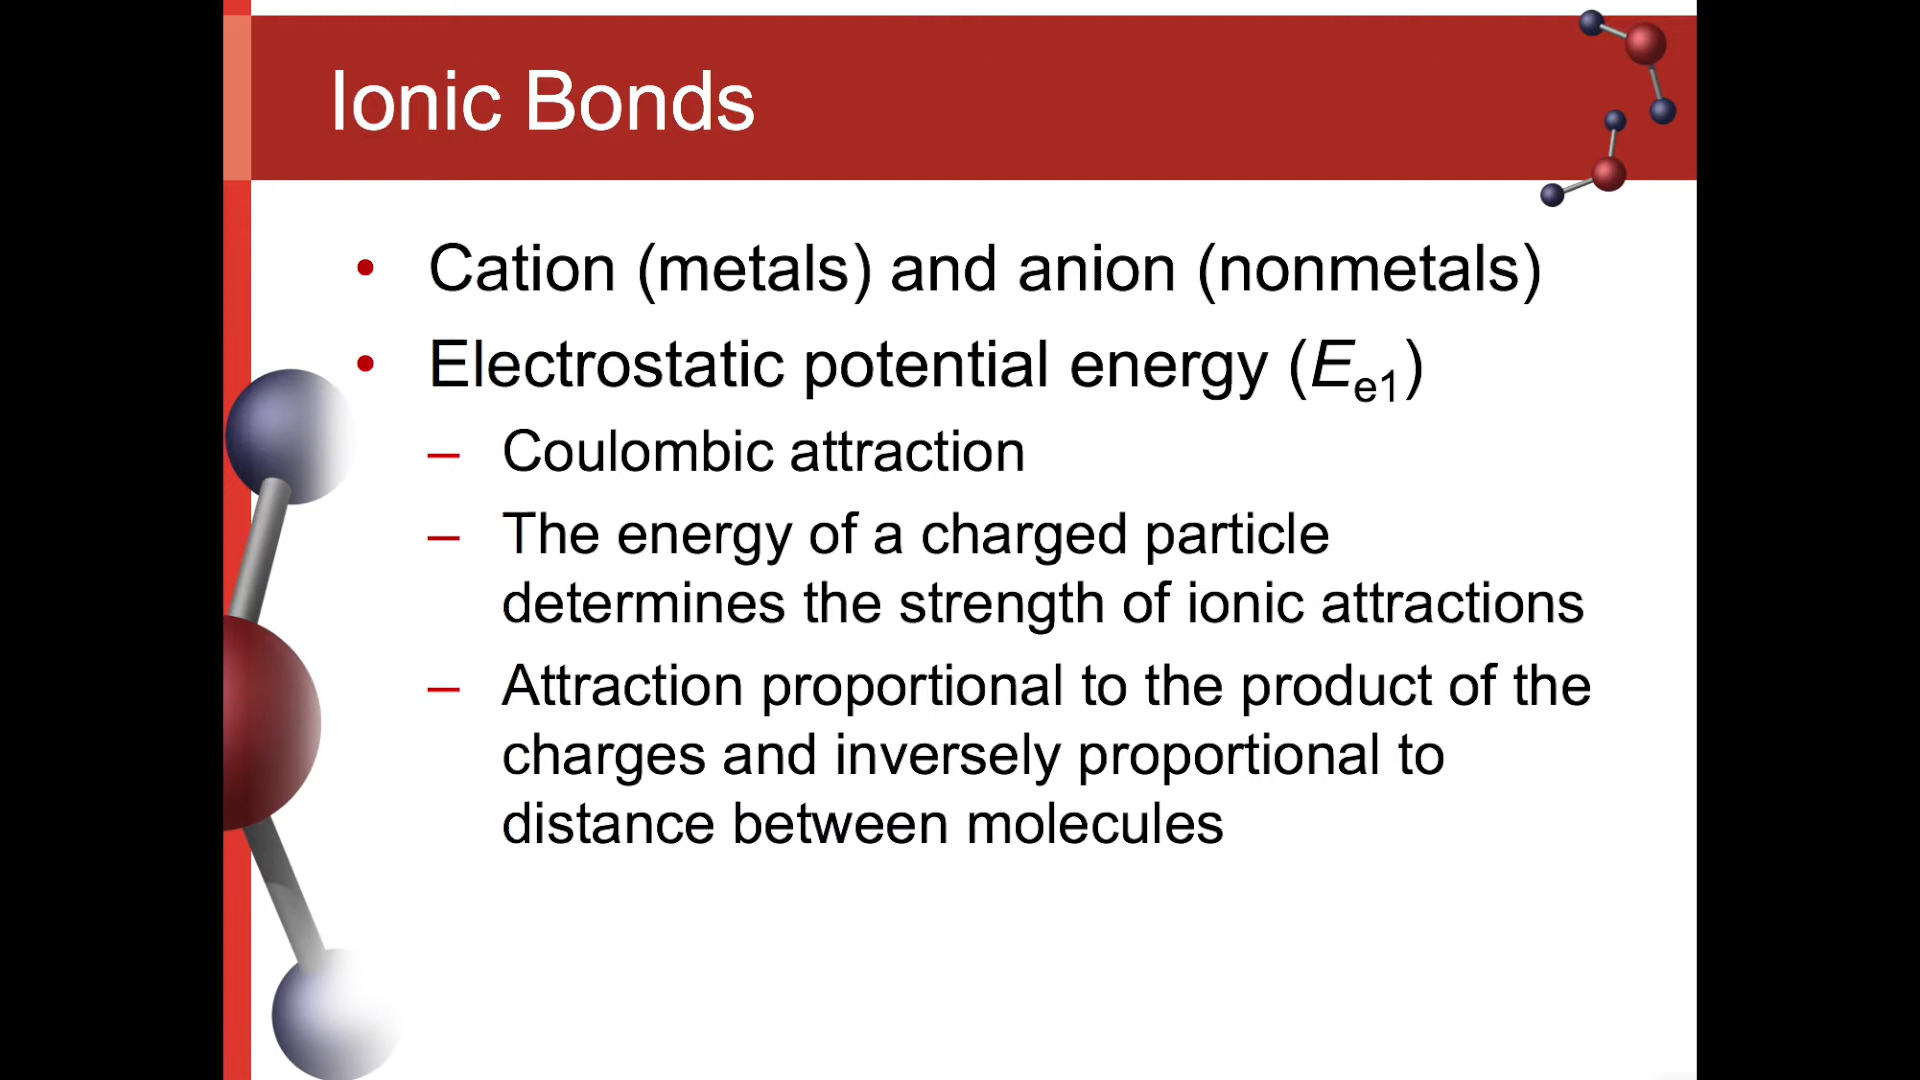 Ionic Bonds
• Cation (metals) and anion (nonmetals)
• Electrostatic potential energy (Ee1)
– Coulombic attraction
– The energy of a charged particle
determines the strength of ionic attractions
– Attraction proportional to the product of the
charges and inversely proportional to
distance between molecules